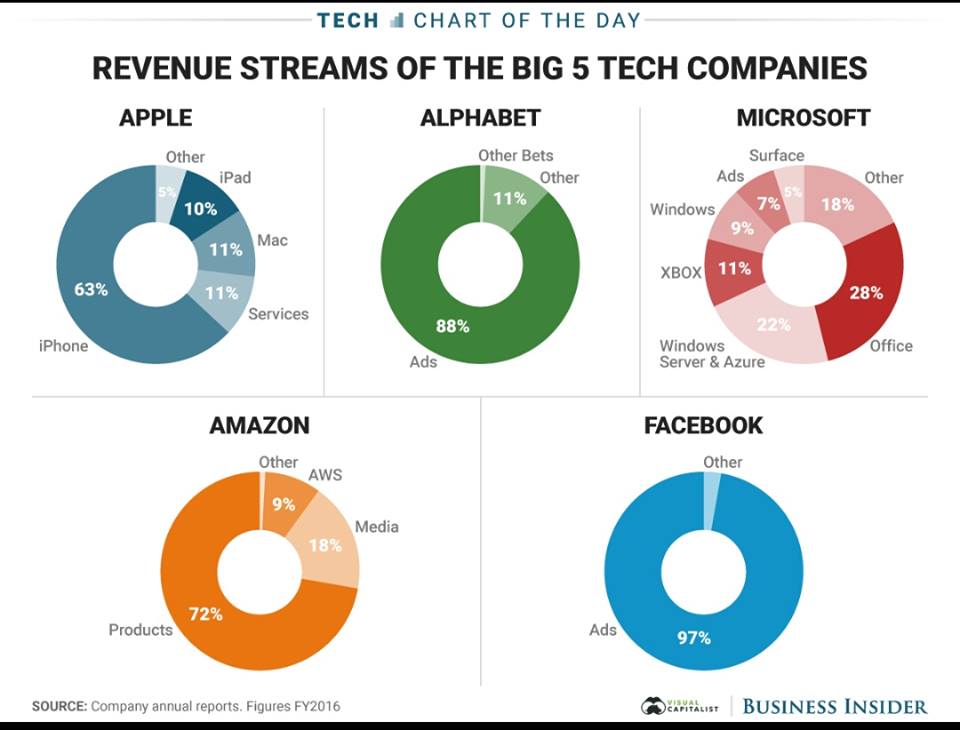 TECH CHART OF THE DAY
REVENUE STREAMS OF THE BIG 5 TECH COMPANIES
APPLE
Other
5%
iPad
10%
Mac
11%
11%
Services
63%
iPhone
ALPHABET
Other Bets
Other
11%
88%
Ads
MICROSOFT
Surface
Ads
5%
Other
7%
18%
Windows
9%
XBOX
11%
28%
22%
Windows
Server & Azure
Office
AMAZON
Other
AWS
9%
Media
18%
72%
Products
FACEBOOK
Other
Ads
97%
SOURCE: Company annual reports. Figures FY2016
VISUAL
CAPITALIST
BUSINESS INSIDER